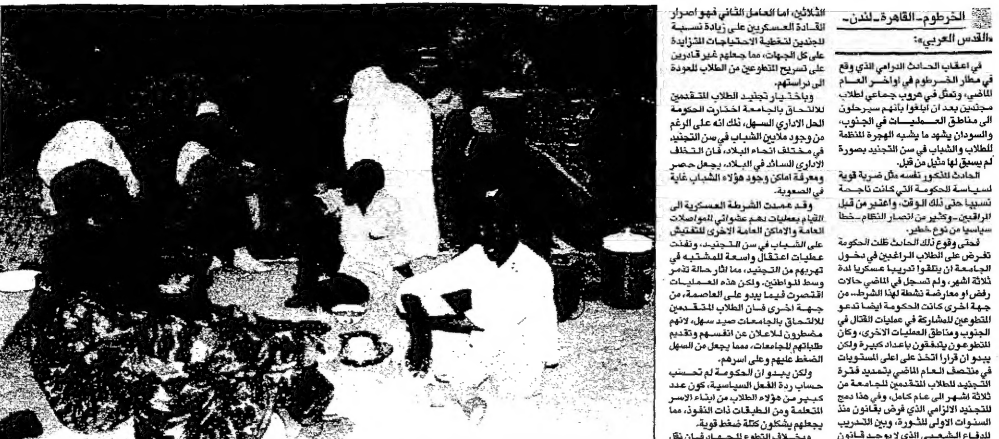 الخرطوم ـ القاهرة ـ لندن ـ
«القدس العربي»:
في اعقاب الحادث الدرامي الذي وقع
في مطار الخرطوم في اواخر العام
الماضي، وتمثل في هروب جماعي لطلاب
مجندين بعد ان ابلغوا بأنهم سيرحلون
الى مناطق العمليات في الجنوب،
والسودان يشهد ما يشبه الهجرة المنظمة
للطلاب والشباب في سن التجنيد بصورة
لم يسبق لها مثيل من قبل.
الحادث المذكور نفسه مثل ضربة قوية
لسياسة الحكومة التي كانت ناجحة
نسبيا حتى ذلك الوقت، واعتبر من قبل
المراقبين ـ وكثير من انصار النظام ـ خطأ
سياسيا من نوع خطير.
فحتى وقوع ذلك الحادث ظلت الحكومة
تفرض على الطلاب الراغبين في دخول
الجامعة ان يتلقوا تدريبا عسكريا لمدة
ثلاثة اشهر، ولم تسجل في الماضي حالات
رفض او معارضة نشطة لهذا الشرط. من
جهة اخرى كانت الحكومة ايضا تدعو
المتطوعين للمشاركة في عمليات القتال في
الجنوب ومناطق العمليات الاخرى، وكان
المتطوعون يتدفقون باعداد كبيرة ولكن
يبدو ان قرارا اتخذ على اعلى المستويات
في منتصف العام الماضي بتمديد فترة
التجنيد للطلاب المتقدمين للجامعة من
ثلاثة اشهر الى عام كامل، وفي هذا دمج
للتجنيد الالزامي الذي فرض بقانون منذ
السنوات الاولى للثورة، وبين التدريب
للدفاع الشعبي الذي لا يوجد قانون
الثلاثين، اما العامل الثاني فهو اصرار
القادة العسكريين على زيادة نسبة
المجندين لتغطية الاحتياجات المتزايدة
على كل الجبهات، مما جعلهم غير قادرين
على تسريح المتطوعين من الطلاب للعودة
الى دراستهم.
وباختيار تجنيد الطلاب المتقدمين
للالتحاق بالجامعة اختارت الحكومة
الحل الاداري السهل، ذلك انه على الرغم
من وجود ملايين الشباب في سن التجنيد
في مختلف انحاء البلاد، فان التخلف
الاداري السائد في البلاد، يجعل حصر
ومعرفة اماكن وجود هؤلاء الشباب غاية
في الصعوبة.
وقد عمدت الشرطة العسكرية الى
القيام بعمليات دهم عشوائي للمواصلات
العامة والاماكن العامة الاخرى للتفتيش
على الشباب في سن التجنيد، ونفذت
عمليات اعتقال واسعة للمشتبه في
تهربهم من التجنيد، مما اثار حالة تذمر
وسط المواطنين. ولكن هذه العمليات
اقتصرت فيما يبدو على العاصمة، من
جهة اخرى فان الطلاب المتقدمين
للالتحاق بالجامعات صيد سهل، لانهم
مضطرون للاعلان عن انفسهم وتقديم
طلباتهم للجامعات، مما يجعل من السهل
الضغط عليهم وعلى اسرهم.
ولكن يبدو ان الحكومة لم تحسب
حساب ردة الفعل السياسية، كون عدد
كبير من هؤلاء الطلاب من ابناء الاسر
المتعلمة ومن الطبقات ذات النفوذ، مما
يجعلهم يشكلون كتلة ضغط قوية.
وبخلاف التطوع للجهاد فان نقل